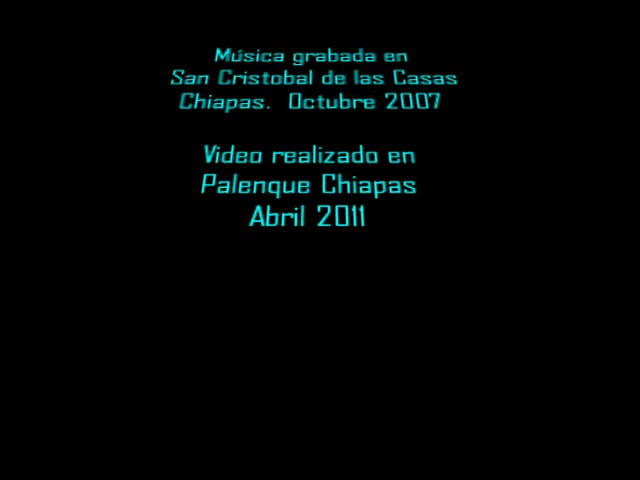 Música grabada en
San Cristobal de las Casas
Chiapas. Octubre 2007
Video realizado en
Palenque Chiapas
Abril 2011